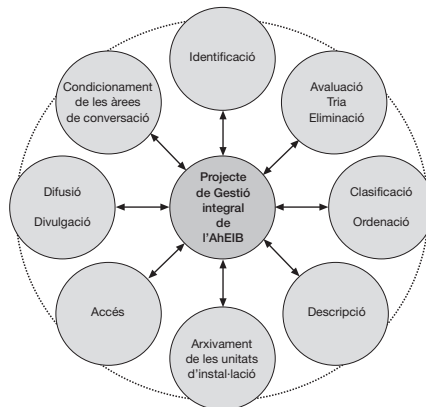 Identificació
Avaluació
Tria
Eliminació
Clasificació
Ordenació
Descripció
Arxivament
de les unitats
d'instal·lació
Accés
Difusió
Divulgació
Condicionament
de les àrees
de conversació
Projecte
de Gestió
integral
de
l'AhEIB